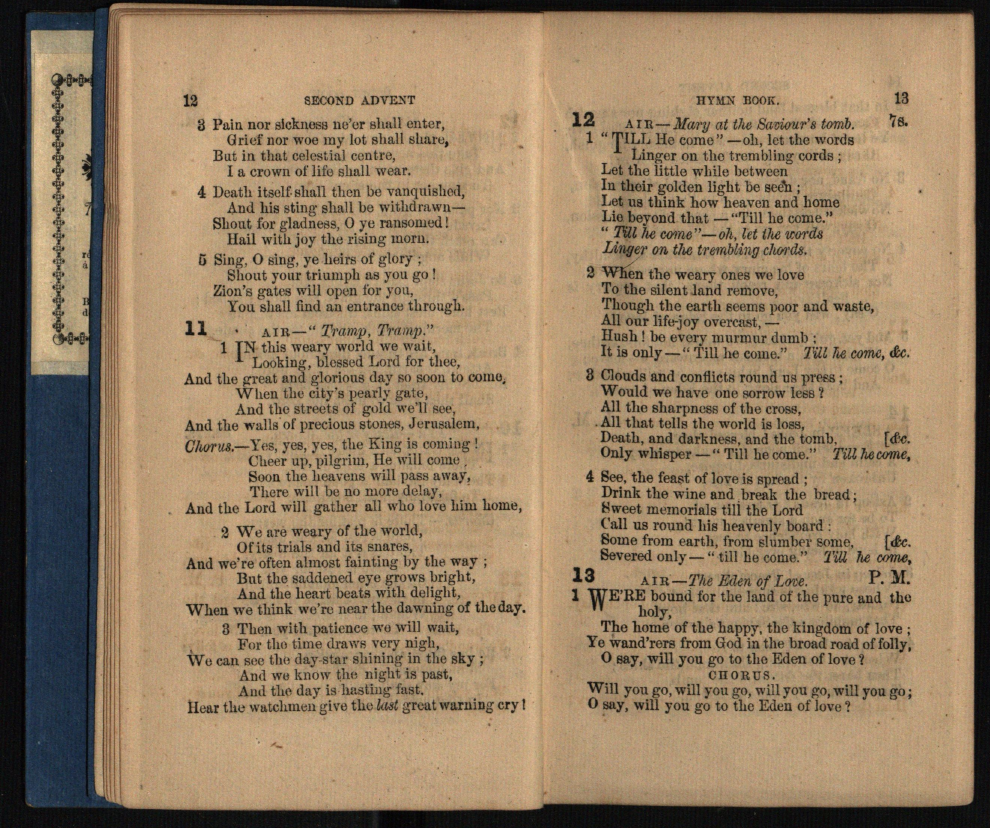 12 SECOND ADVENT
3 Pain nor sickness ne'er shall enter,
Grief nor woe my lot shall share,
But in that celestial centre,
I a crown of life shall wear.
4 Death itself shall then be vanquished,
And his sting shall be withdrawn—
Shout for gladness, O ye ransomed!
Hail with joy the rising morn.
5 Sing, O sing, ye heirs of glory;
Shout your triumph as you go!
Zion's gates will open for you,
You shall find an entrance through.
11 AIR—"Tramp, Tramp."
1 IN this weary world we wait,
Looking, blessed Lord for thee,
And the great and glorious day so soon to come,
When the city's pearly gate,
And the streets of gold we'll see,
And the walls of precious stones, Jerusalem,
Chorus.—Yes, yes, yes, the King is coming!
Cheer up, pilgrim, He will come,
Soon the heavens will pass away,
There will be no more delay,
And the Lord will gather all who love him home,
2 We are weary of the world,
Of its trials and its snares,
And we're often almost fainting by the way;
But the saddened eye grows bright,
And the heart beats with delight,
When we think we're near the dawning of the day.
3 Then with patience we will wait,
For the time draws very nigh,
We can see the day-star shining in the sky;
And we know the night is past,
And the day is hasting fast.
Hear the watchmen give the last great warning cry!
HYMN BOOK. 13
12 AIR—Mary at the Saviour's tomb. 7s.
1 "TILL He come"—oh, let the words
Linger on the trembling cords;
Let the little while between
In their golden light be seen;
Let us think how heaven and home
Lie beyond that—"Till he come."
"Till he come"—oh, let the words
Linger on the trembling chords.
2 When the weary ones we love
To the silent land remove,
Though the earth seems poor and waste,
All our life-joy overcast,—
Hush! be every murmur dumb;
It is only—"Till he come." Till he come, &c.
3 Clouds and conflicts round us press;
Would we have one sorrow less?
All the sharpness of the cross,
All that tells the world is loss,
Death, and darkness, and the tomb, [&c.
Only whisper—"Till he come." Till he come,
4 See, the feast of love is spread;
Drink the wine and break the bread;
Sweet memorials till the Lord
Call us round his heavenly board:
Some from earth, from slumber some, [&c.
Severed only—"till he come." Till he come,
13 AIR—The Eden of Love. P. M.
1 WE'RE bound for the land of the pure and the
holy,
The home of the happy, the kingdom of love;
Ye wand'rers from God in the broad road of folly,
O say, will you go to the Eden of love?
CHORUS.
Will you go, will you go, will you go, will you go;
O say, will you go to the Eden of love?